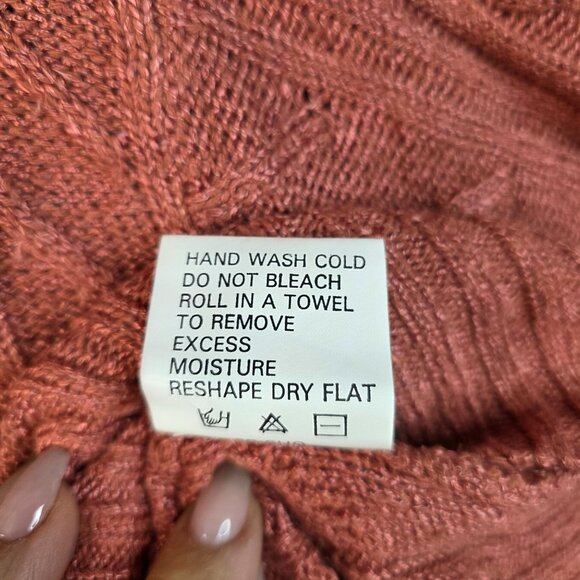 HAND WASH COLD
DO NOT BLEACH
ROLL IN A TOWEL
TO REMOVE
EXCESS
MOISTURE
RESHAPE DRY FLAT